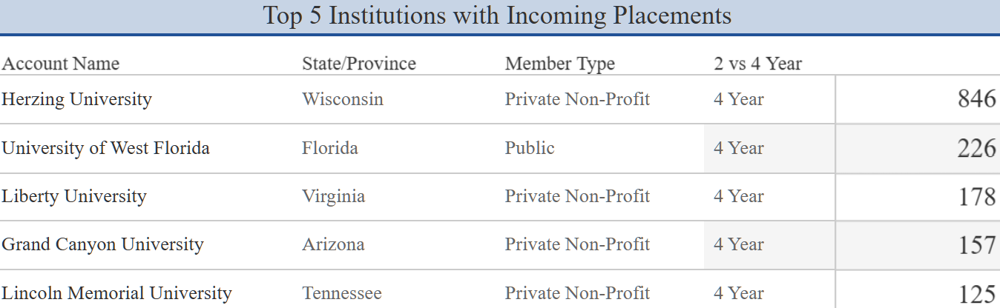 Top 5 Institutions with Incoming Placements
Account Name State/Province Member Type 2 vs 4 Year
Herzing University Wisconsin Private Non-Profit 4 Year 846
University of West Florida Florida Public 4 Year 226
Liberty University Virginia Private Non-Profit 4 Year 178
Grand Canyon University Arizona Private Non-Profit 4 Year 157
Lincoln Memorial University Tennessee Private Non-Profit 4 Year 125